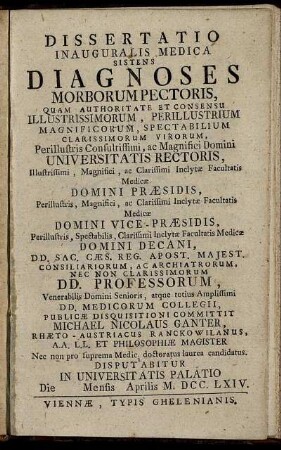 DISSERTATIO
INAUGURALIS MEDICA
SISTENS
DIAGNOSES
MORBORUM PECTORIS,
QUAM AUTHORITATE ET CONSENSU
ILLUSTRISSIMORUM, PERILLUSTRIUM
MAGNIFICORUM, SPECTABILIUM
CLARISSIMORUM VIRORUM,
Perillustris Consultissimi, ac Magnifici Domini
UNIVERSITATIS RECTORIS,
Illustrissimi, Magnifici, ac Clarissimi Inclytæ Facultatis
Medicæ
DOMINI PRÆSIDIS,
Perillustris, Magnifici, ac Clarissimi Inclytæ Facultatis
Medicæ
DOMINI VICE-PRÆSIDIS,
Perillustris, Spectabilis, Clarissimi Inclytæ Facultatis Medicæ
DOMINI DECANI,
DD. SAC. CÆS. REG. APOST. MAJEST.
CONSILIARIORUM, AC ARCHIATRORUM,
NEC NON CLARISSIMORUM
DD. PROFESSORUM,
Venerabilis Domini Senioris, atque totius Amplissimi
DD. MEDICORUM COLLEGII,
PUBLICÆ DISQUISITIONI COMMITTIT
MICHAEL NICOLAUS GANTER,
RHÆTO-AUSTRIACUS RANCKOWILANUS,
A.A. L.L. ET PHILOSOPHIÆ MAGISTER
Nec non pro suprema Medic, doctoratus laurea candidatus.
DISPUTABITUR
IN UNIVERSITATIS PALATIO
Die Mensis Aprilis M. DCC. LXIV.
VIENNÆ, TYPIS GHELENIANIS.